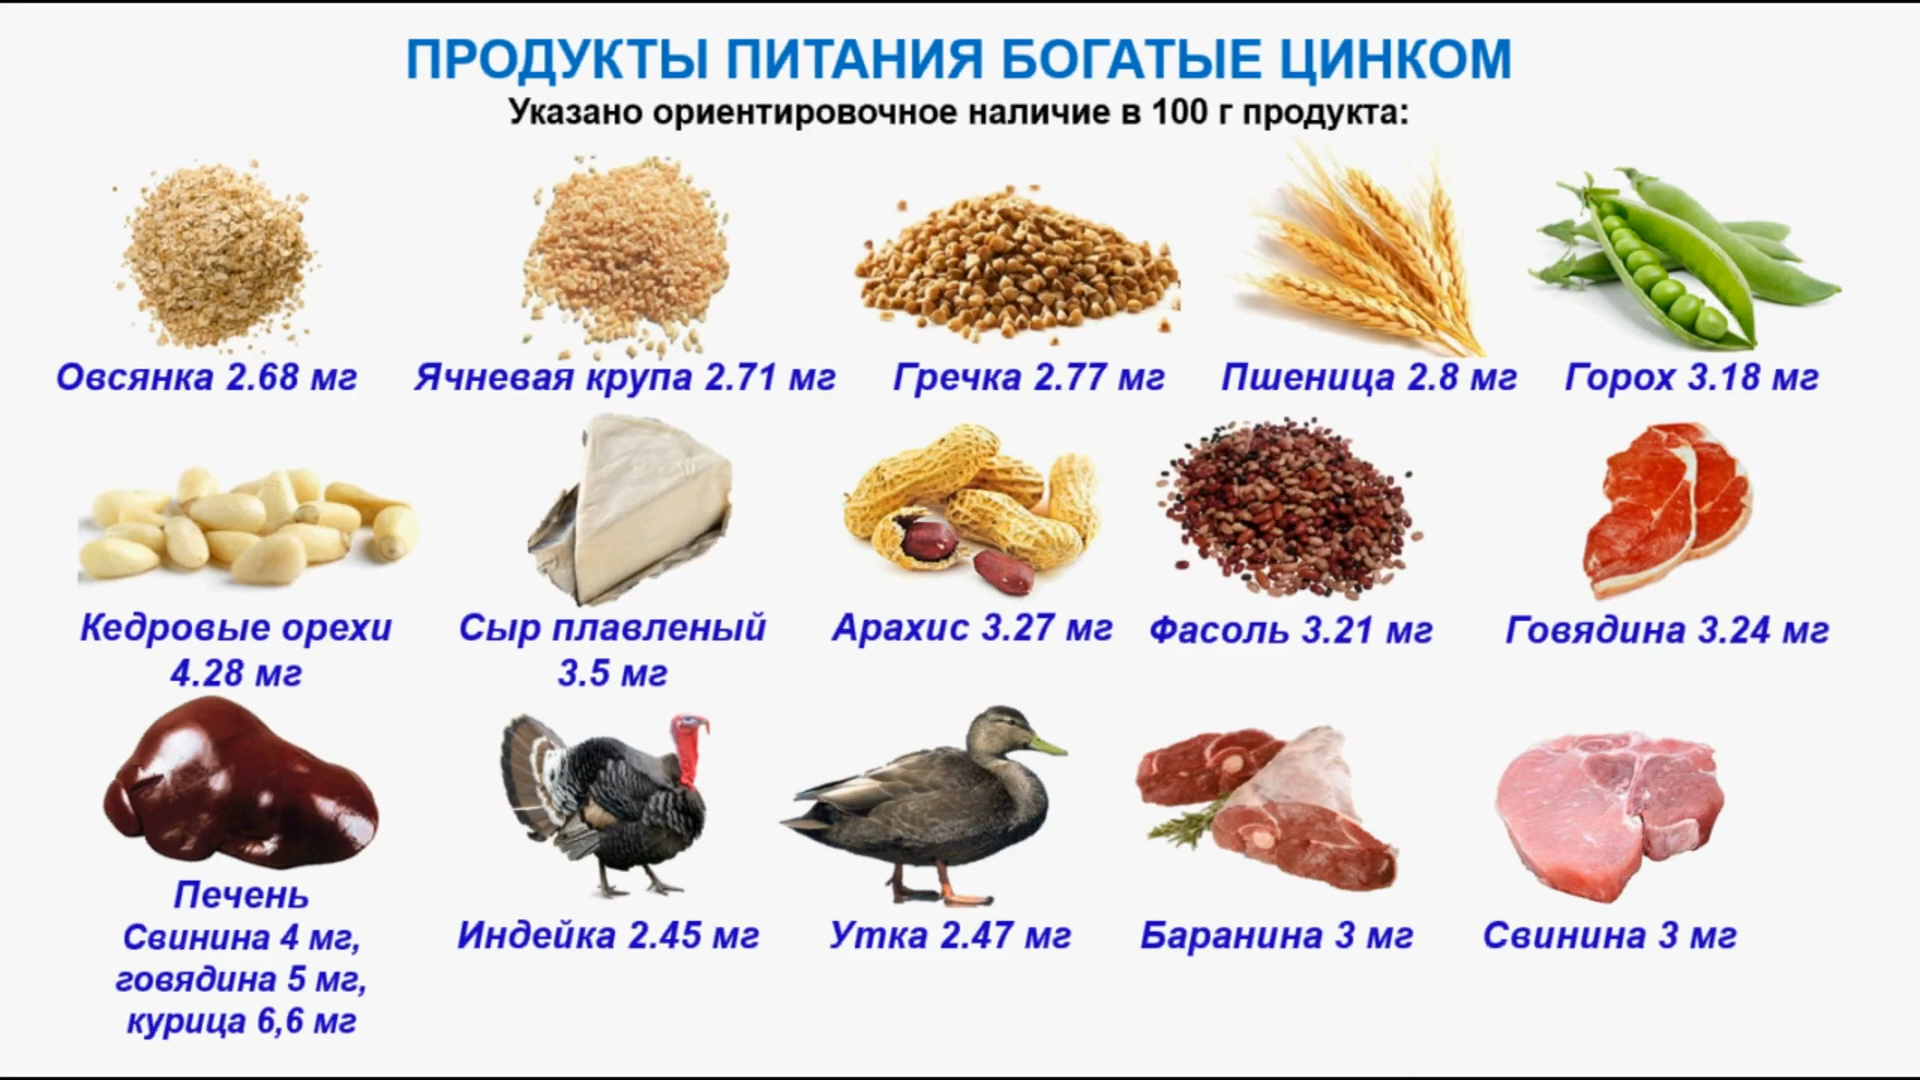 ПРОДУКТЫ ПИТАНИЯ БОГАТЫЕ ЦИНКОМ
Указано ориентировочное наличие в 100 г продукта:
Овсянка 2.68 мг
Ячневая крупа 2.71 мг
Гречка 2.77 мг
Пшеница 2.8 мг
Горох 3.18 мг
Кедровые орехи
4.28 мг
Сыр плавленый
3.5 мг
Арахис 3.27 мг
Фасоль 3.21 мг
Говядина 3.24 мг
Печень
Свинина 4 мг,
говядина 5 мг,
курица 6,6 мг
Индейка 2.45 мг
Утка 2.47 мг
Баранина 3 мг
Свинина 3 мг